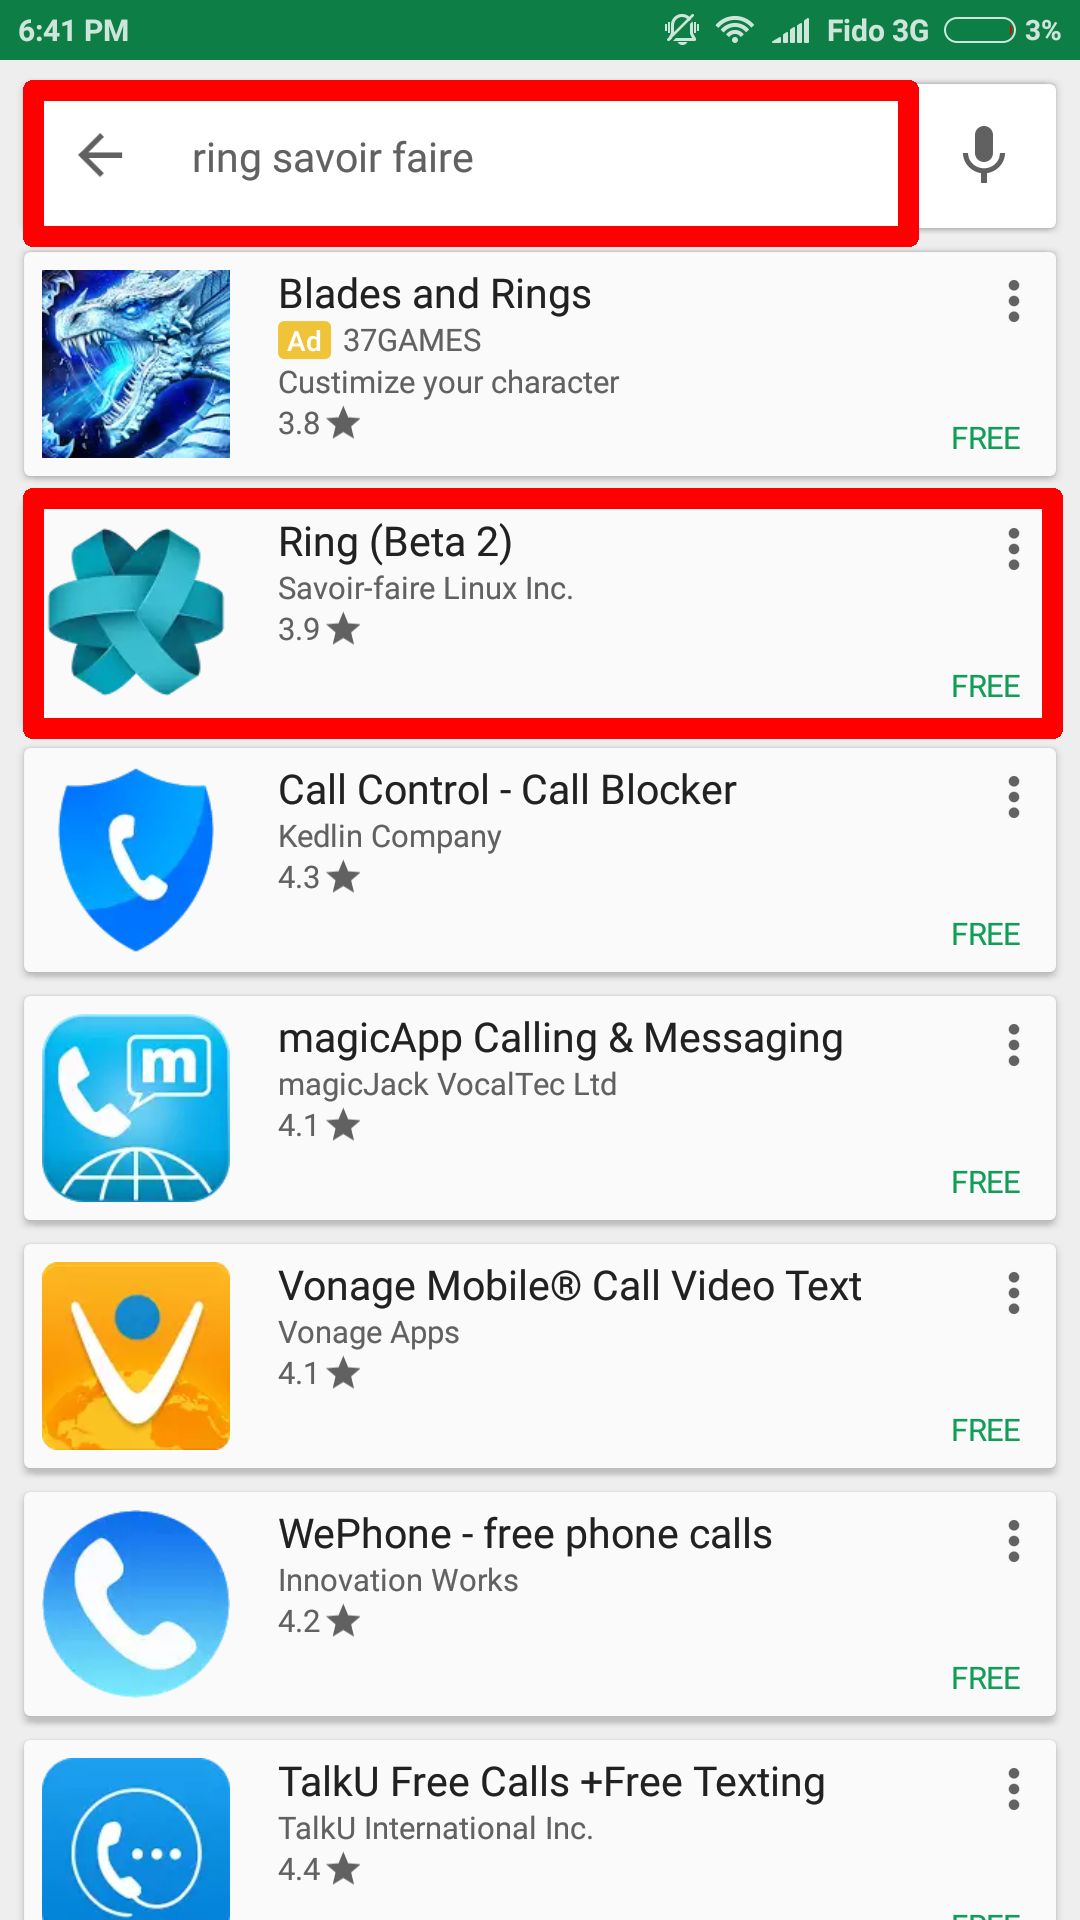 6:41 PM Fido 3G 3%
ring savoir faire
Blades and Rings
Ad 37GAMES
Custimize your character
3.8
FREE
Ring (Beta 2)
Savoir-faire Linux Inc.
3.9
FREE
Call Control - Call Blocker
Kedlin Company
4.3
FREE
m
magicApp Calling & Messaging
magicJack VocalTec Ltd
4.1
FREE
Vonage Mobile® Call Video Text
Vonage Apps
4.1
FREE
WePhone - free phone calls
Innovation Works
4.2
FREE
TalkU Free Calls +Free Texting
TalkU International Inc.
4.4
FREE